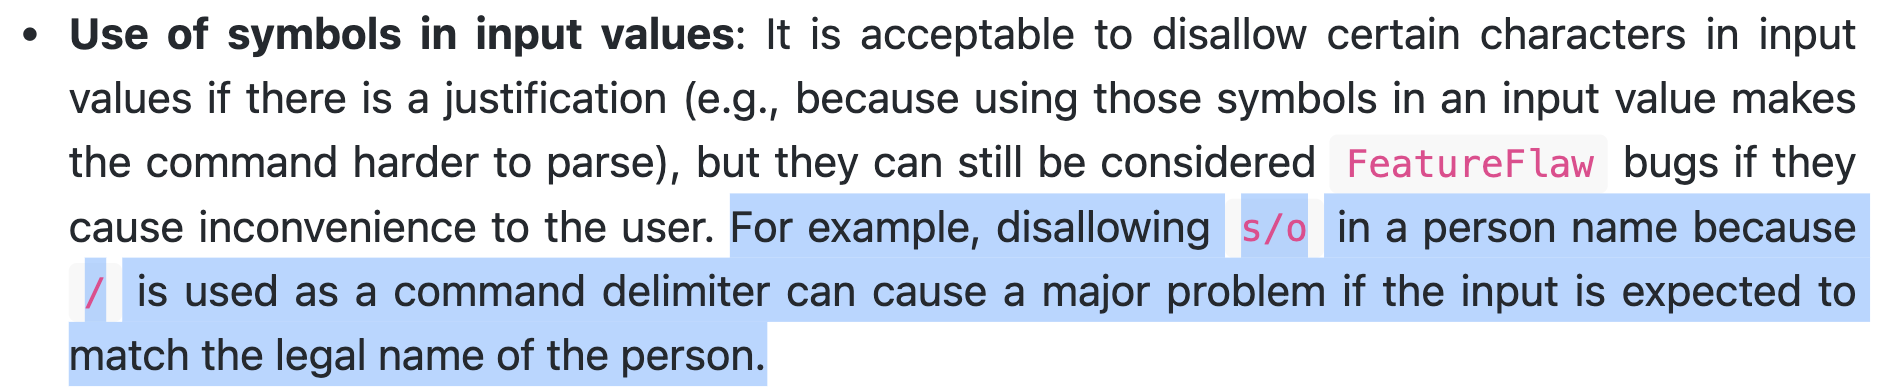 • Use of symbols in input values: It is acceptable to disallow certain characters in input
values if there is a justification (e.g., because using those symbols in an input value makes
the command harder to parse), but they can still be considered FeatureFlaw bugs if they
cause inconvenience to the user. For example, disallowing s/o in a person name because
/ is used as a command delimiter can cause a major problem if the input is expected to
match the legal name of the person.